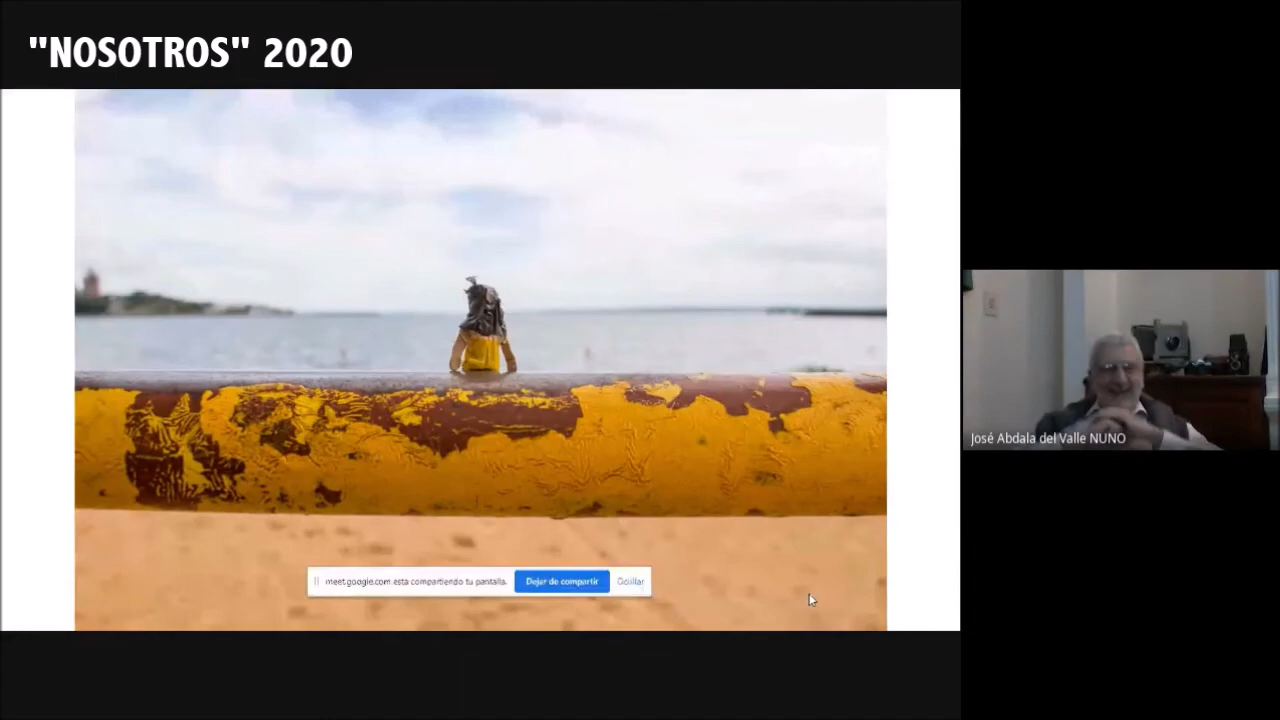 "NOSOTROS" 2020
meet.google.com está compartiendo tu pantalla.
Dejar de compartir
Ocultar
José Abdala del Valle NUNO